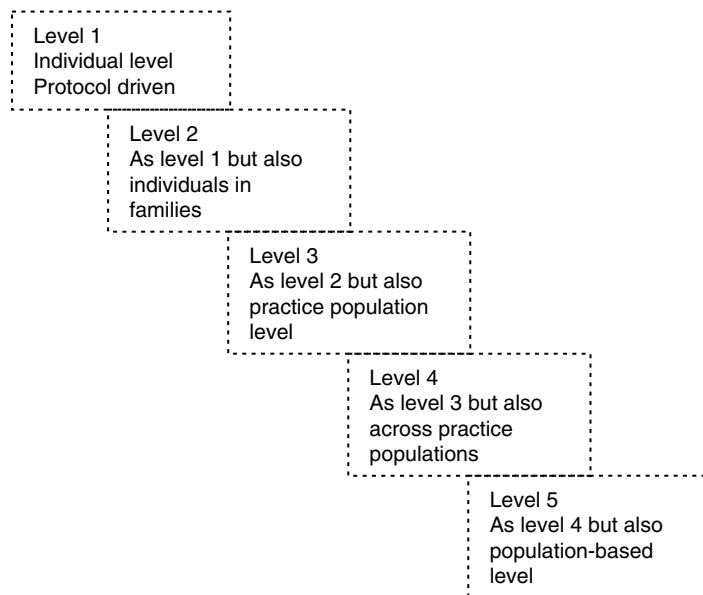 Level 1
Individual level
Protocol driven
Level 2
As level 1 but also
individuals in
families
Level 3
As level 2 but also
practice population
level
Level 4
As level 3 but also
across practice
populations
Level 5
As level 4 but also
population-based
level